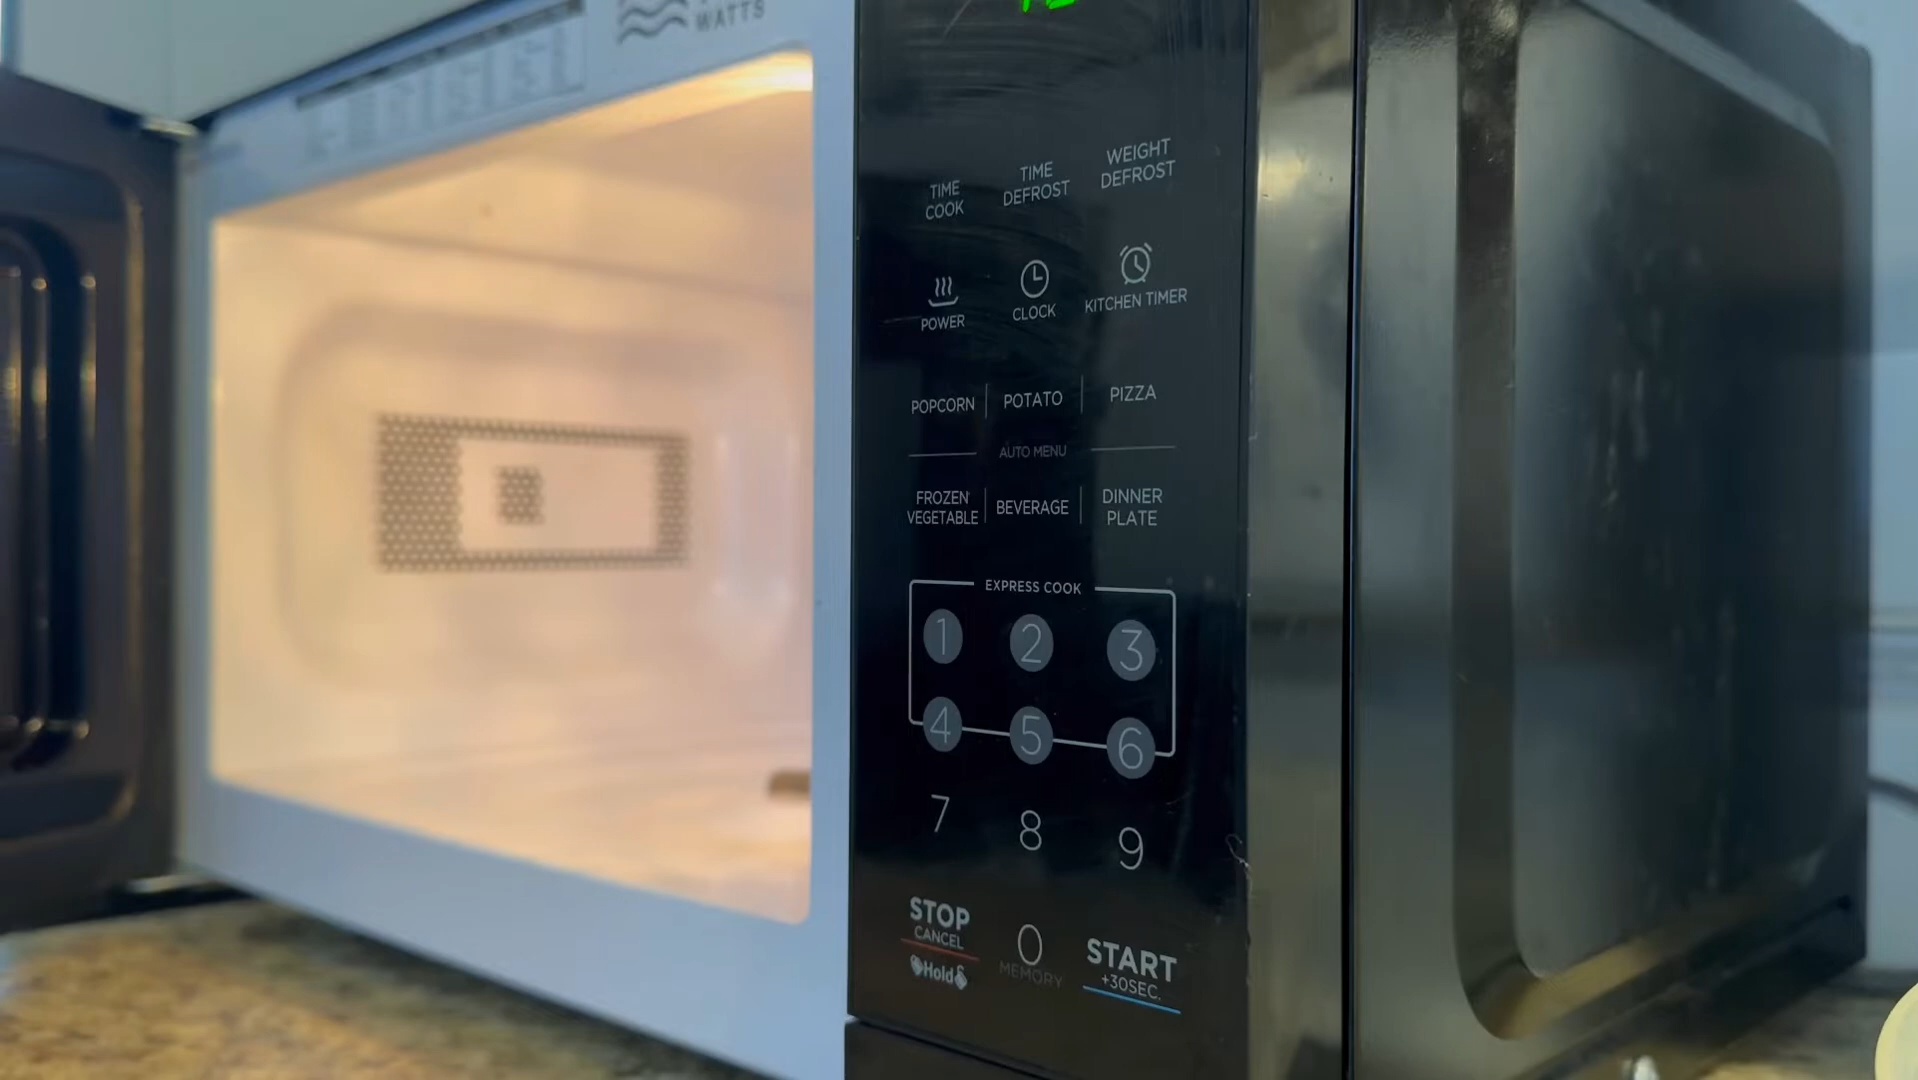 WATTS
TIME
COOK
TIME
DEFROST
WEIGHT
DEFROST
POWER
CLOCK
KITCHEN TIMER
POPCORN
POTATO
PIZZA
AUTO MENU
FROZEN
VEGETABLE
BEVERAGE
DINNER
PLATE
EXPRESS COOK
1 2 3
4 5 6
7 8 9
STOP
CANCEL
Hold
0
MEMORY
START
+30SEC.